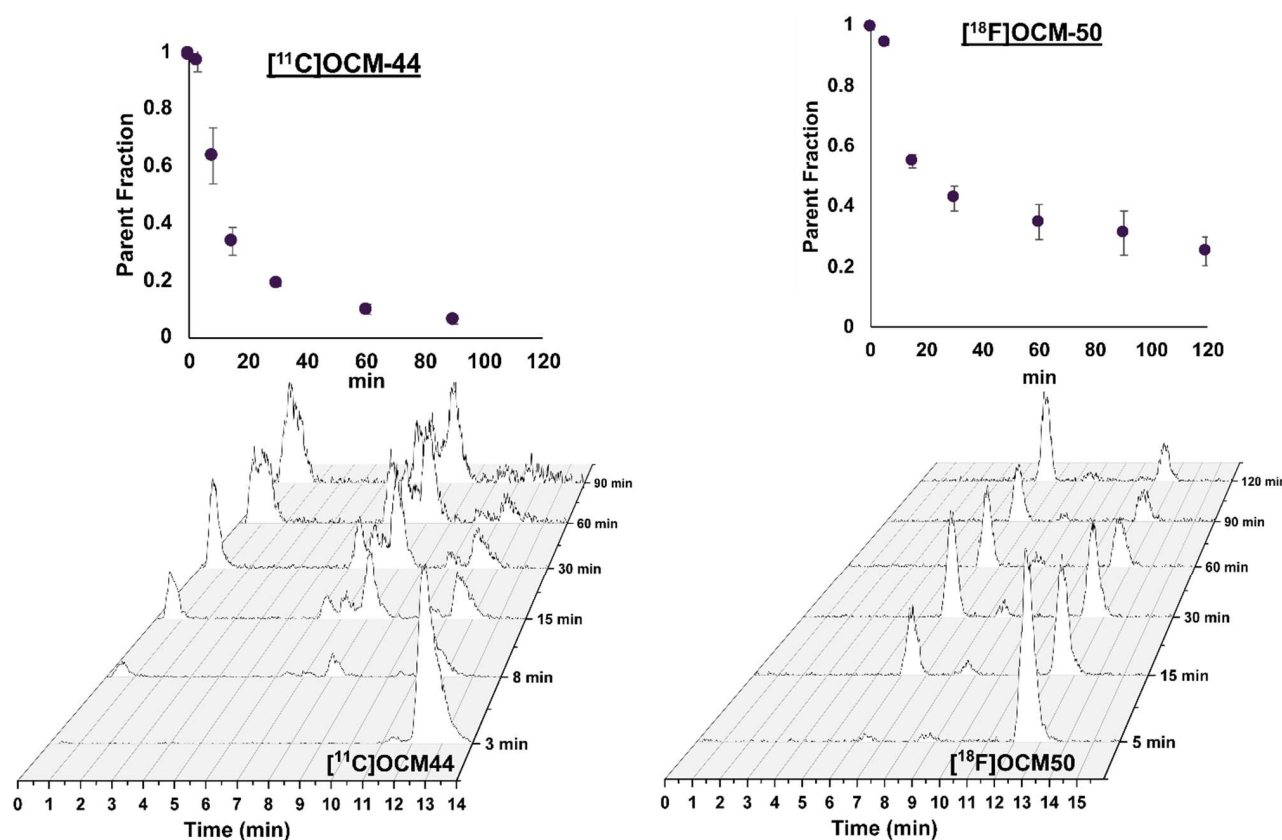 [¹¹C]OCM-44
Parent Fraction
1
0.8
0.6
0.4
0.2
0
0 20 40 60 80 100 120
min
90 min
60 min
30 min
15 min
8 min
3 min
[¹¹C]OCM44
0 1 2 3 4 5 6 7 8 9 10 11 12 13 14
Time (min)
[¹⁸F]OCM-50
Parent Fraction
1
0.8
0.6
0.4
0.2
0
0 20 40 60 80 100 120
min
120 min
90 min
60 min
30 min
15 min
5 min
[¹⁸F]OCM50
0 1 2 3 4 5 6 7 8 9 10 11 12 13 14 15
Time (min)